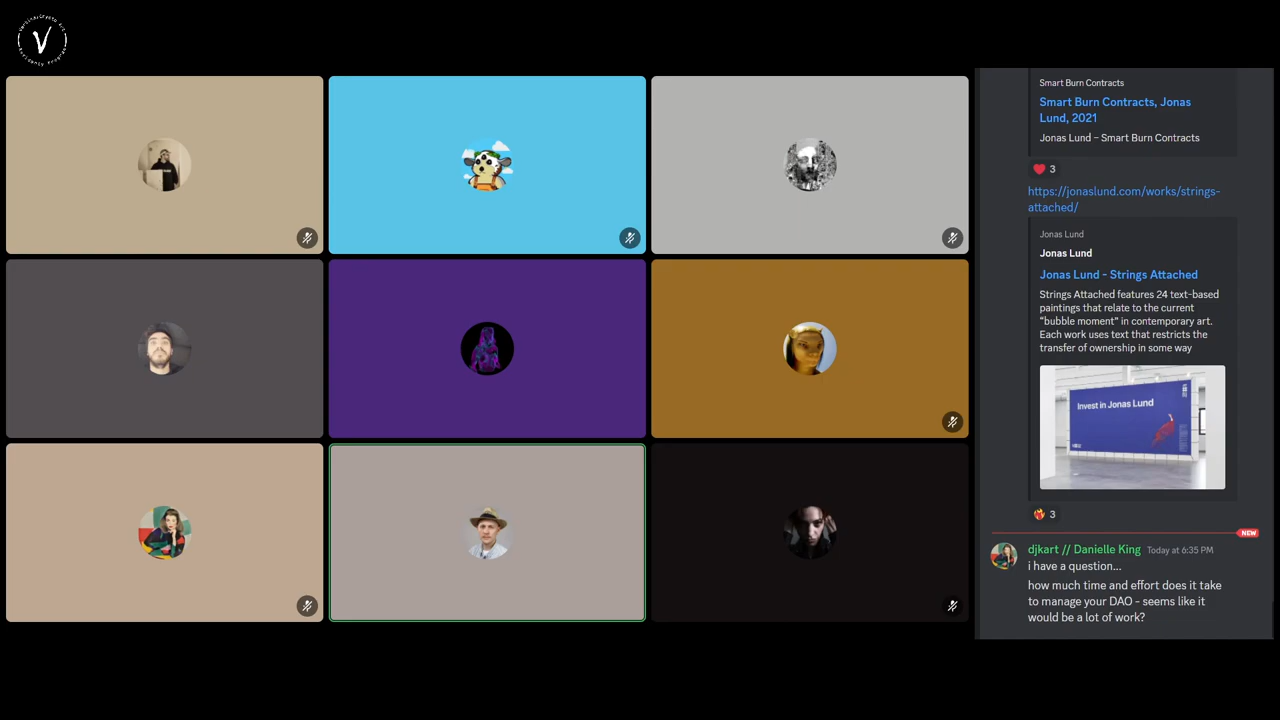 V
Smart Burn Contracts
Smart Burn Contracts, Jonas
Lund, 2021
Jonas Lund – Smart Burn Contracts
3
https://jonaslund.com/works/strings-
attached/
Jonas Lund
Jonas Lund
Jonas Lund - Strings Attached
Strings Attached features 24 text-based
paintings that relate to the current
“bubble moment” in contemporary art.
Each work uses text that restricts the
transfer of ownership in some way
Invest in Jonas Lund
3
NEW
djkart // Danielle King Today at 6:35 PM
i have a question...
how much time and effort does it take
to manage your DAO - seems like it
would be a lot of work?